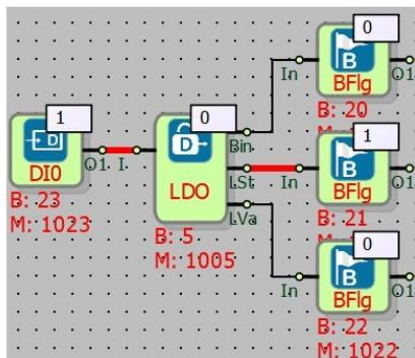 0
In
B
BFlg
O1
B: 20
M:
1
D
O1
I
DI0
B: 23
M: 1023
0
D
Bin
LSt
LVa
LDO
B: 5
M: 1005
1
In
B
BFlg
O1
B: 21
M:
0
In
B
BFlg
O1
B: 22
M: 1022